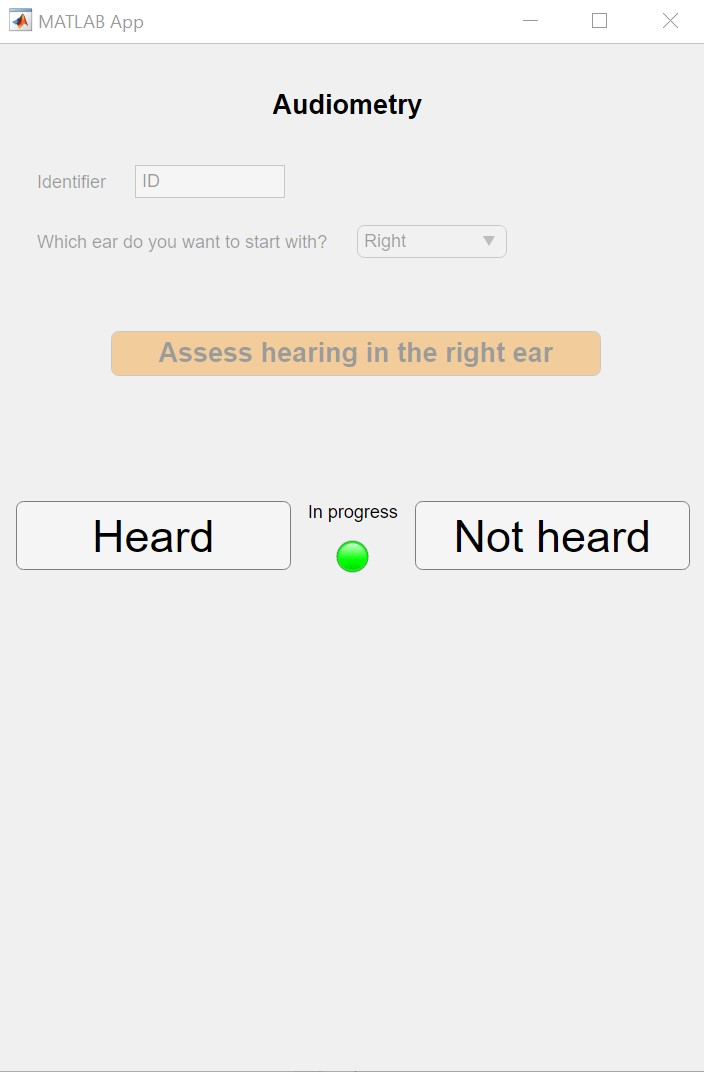 MATLAB App
Audiometry
Identifier ID
Which ear do you want to start with? Right
Assess hearing in the right ear
Heard In progress Not heard